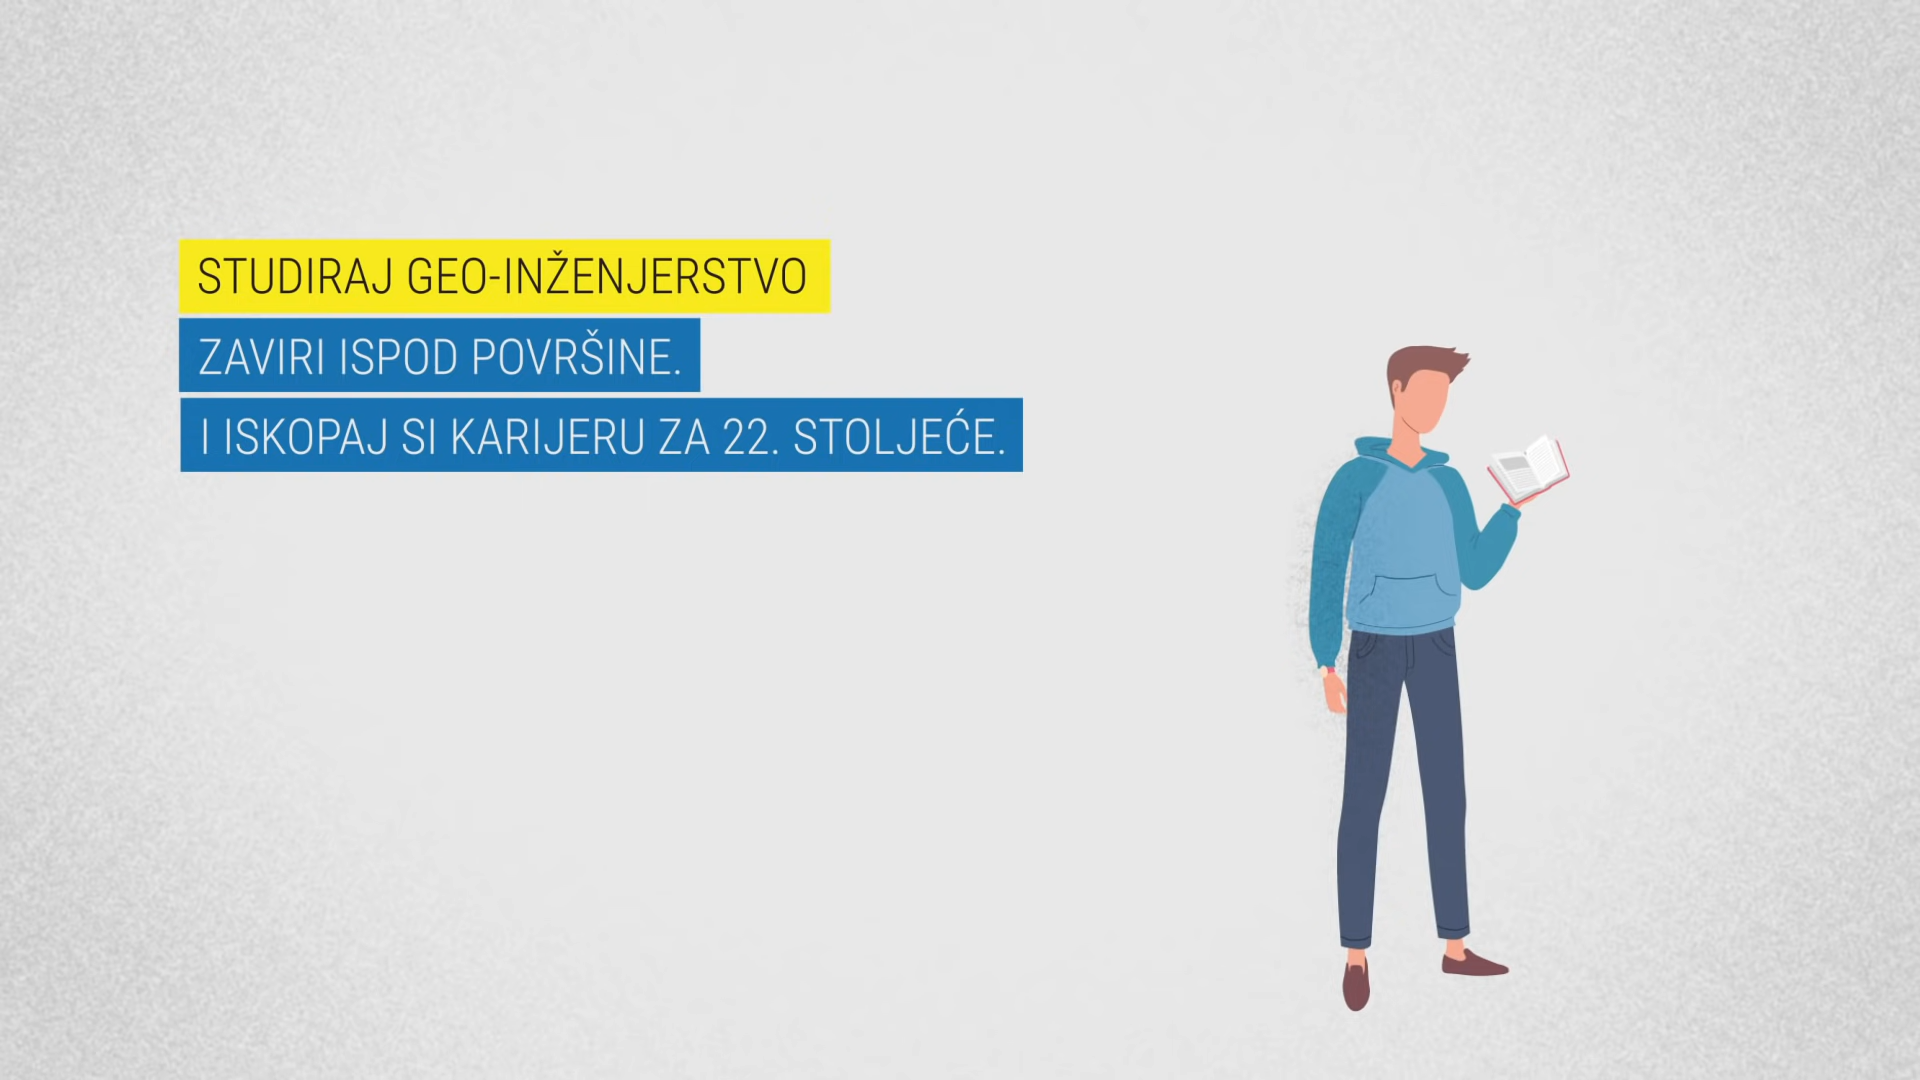 STUDIRAJ GEO-INŽENJERSTVO
ZAVIRI ISPOD POVRŠINE.
I ISKOPAJ SI KARIJERU ZA 22. STOLJEĆE.